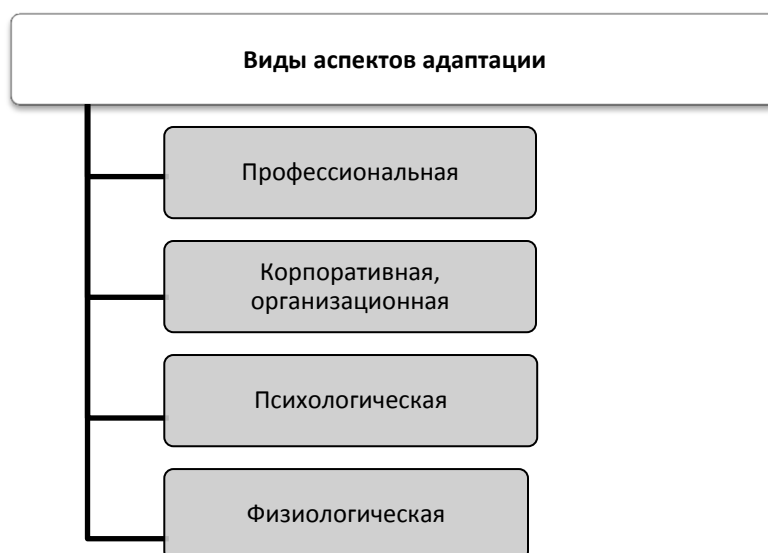 Виды аспектов адаптации
Профессиональная
Корпоративная,
организационная
Психологическая
Физиологическая